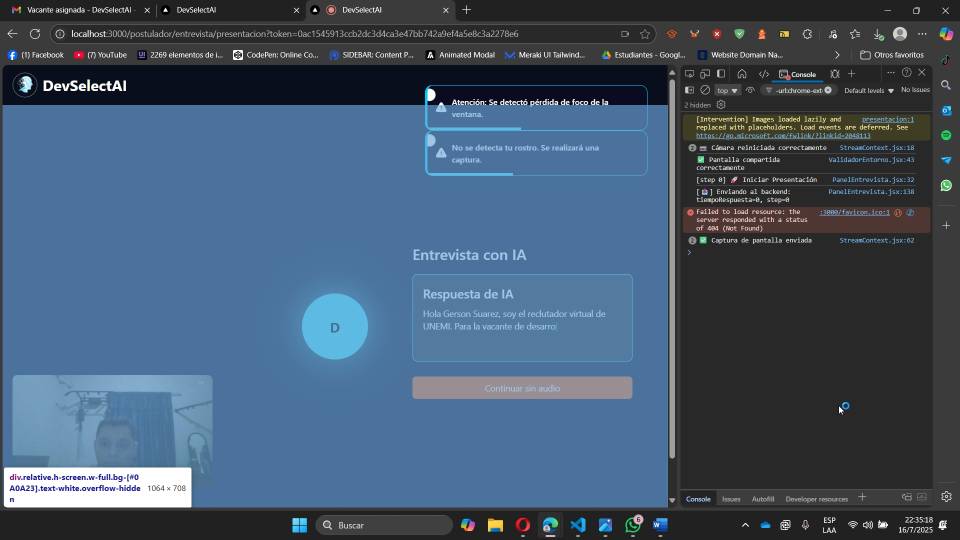 Vacante asignada - DevSelectAI -
DevSelectAI
DevSelectAI
localhost:3000/postulador/entrevista/presentacion?token=0ac1545913ccb2dc3d4ca3e47bb742a9ef4a5e8c3a2278e6
(1) Facebook
(7) YouTube
2269 elementos de i...
CodePen: Online Co...
SIDEBAR: Content P...
Animated Modal
Meraki UI Tailwind...
Estudiantes - Googl...
Website Domain Na...
Otros favoritos
DevSelectAI
Atención: Se detectó pérdida de foco de la
ventana.
No se detecta tu rostro. Se realizará una
captura.
Entrevista con IA
Respuesta de IA
Hola Gerson Suarez, soy el reclutador virtual de
UNEMI. Para la vacante de desarro
D
Continuar sin audio
div.relative.h-screen.w-full.bg-[#0
A0A23].text-white.overflow-hidde
n
1064 × 708
Console
top
-url:chrome-ext
Default levels
No Issues
2 hidden
[Intervention] Images loaded lazily and
replaced with placeholders. Load events are deferred. See
https://go.microsoft.com/fwlink/?linkid=2048113
presentacion:1
2
Cámara reiniciada correctamente
StreamContext.jsx:18
Pantalla compartida
correctamente
ValidadorEntorno.jsx:43
[step 0] 🚀 Iniciar Presentación
PanelEntrevista.jsx:32
Enviando al backend:
tiempoRespuesta=0, step=0
PanelEntrevista.jsx:138
Failed to load resource: the
server responded with a status
of 404 (Not Found)
:3000/favicon.ico:1
2
Captura de pantalla enviada
StreamContext.jsx:62
Console
Issues
Autofill
Developer resources
Buscar
6
ESP
LAA
22:35:18
16/7/2025